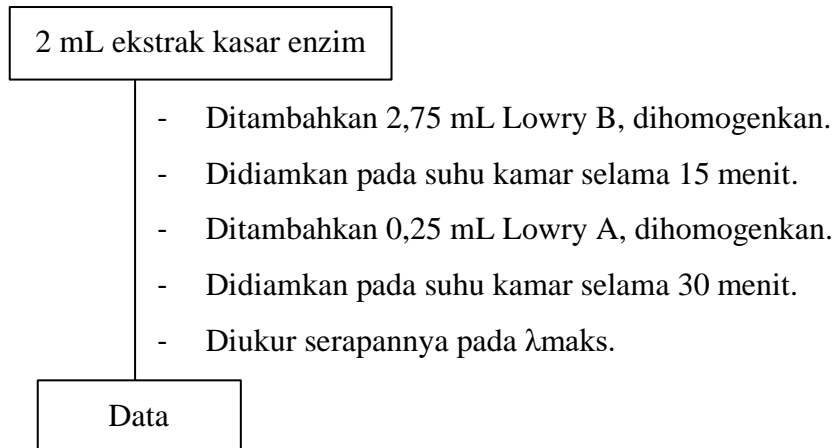 2 mL ekstrak kasar enzim
- Ditambahkan 2,75 mL Lowry B, dihomogenkan.
- Didiamkan pada suhu kamar selama 15 menit.
- Ditambahkan 0,25 mL Lowry A, dihomogenkan.
- Didiamkan pada suhu kamar selama 30 menit.
- Diukur serapannya pada λmaks.
Data